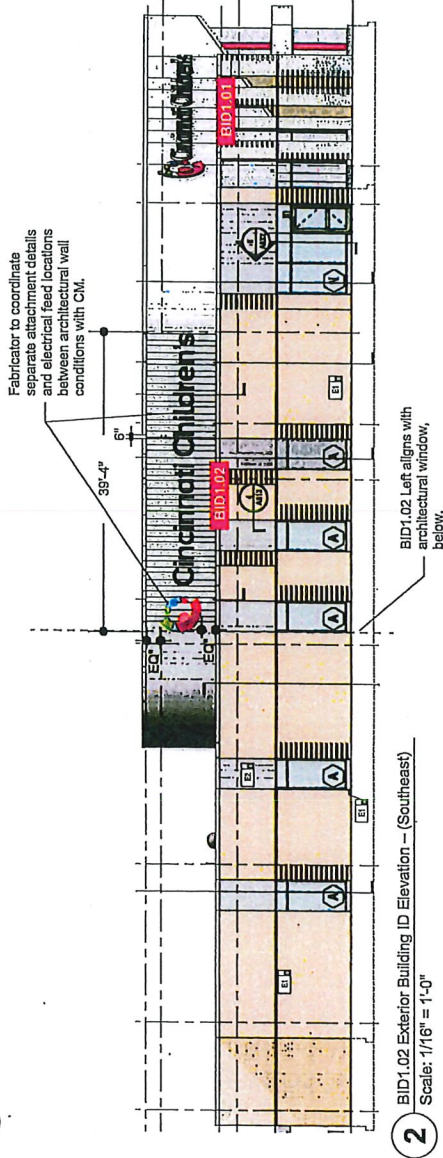 Fabricator to coordinate
separate attachment details
and electrical feed locations
between architectural wall
conditions with CM.
39'-4"
6"
Cincinnati Children's
Cincinnati Children's
EQ"
EQ"
BID1.02
BID1.01
E2
E1
E1
E1
A
A
A
A
A
N
BID1.02 Left aligns with
architectural window,
below.
2
BID1.02 Exterior Building ID Elevation – (Southeast)
Scale: 1/16" = 1'-0"